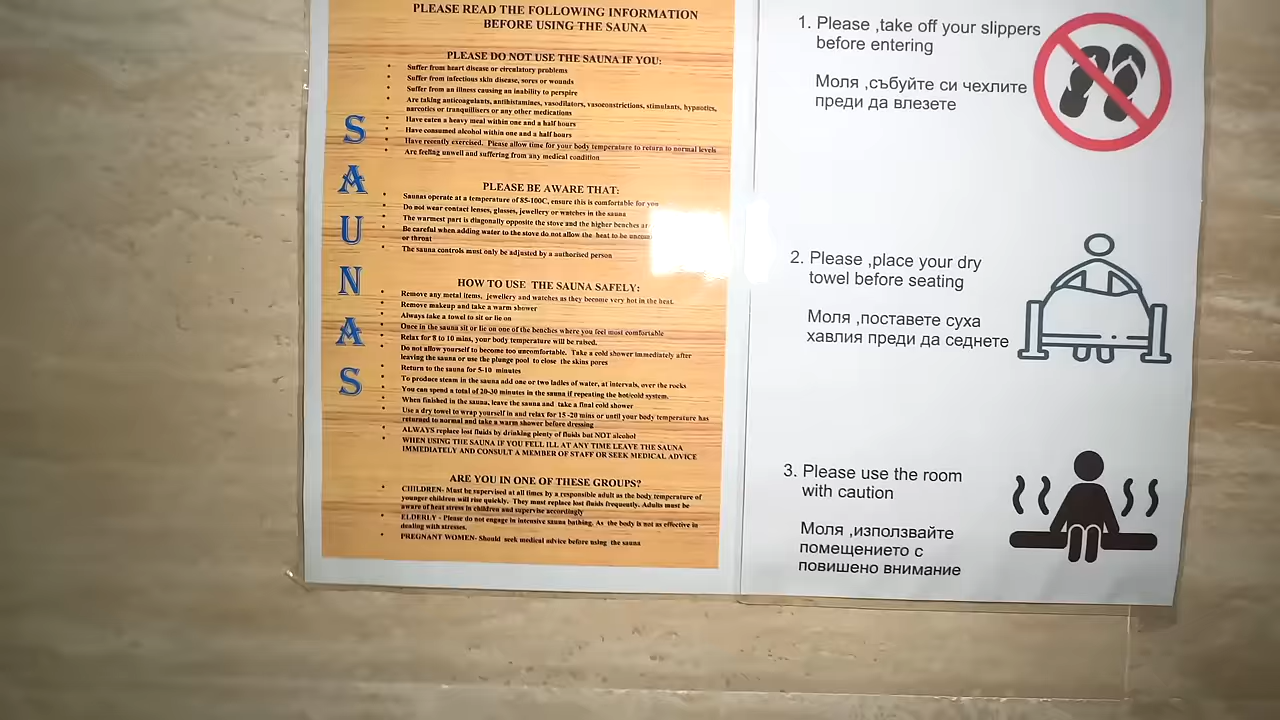 PLEASE READ THE FOLLOWING INFORMATION
BEFORE USING THE SAUNA
PLEASE DO NOT USE THE SAUNA IF YOU:
Suffer from heart disease or circulatory problems
Suffer from infectious skin disease, sores or wounds
Suffer from an illness causing an inability to perspire
Are taking anticoagulants, antihistamines, vasodilators, vasoconstrictions, stimulants, hypnotics,
narcotics or tranquillisers or any other medications
Have eaten a heavy meal within one and a half hours
Have consumed alcohol within one and a half hours
Have recently exercised. Please allow time for your body temperature to return to normal levels
Are feeling unwell and suffering from any medical condition
SAUNAS
PLEASE BE AWARE THAT:
Saunas operate at a temperature of 85-100C, ensure this is comfortable for you
Do not wear contact lenses, glasses, jewellery or watches in the sauna
The warmest part is diagonally opposite the stove and the higher benches
Be careful when adding water to the stove do not allow the heat to be
or throat
The sauna controls must only be adjusted by a authorised person
HOW TO USE THE SAUNA SAFELY:
Remove any metal items, jewellery and watches as they become very hot in the heat.
Remove makeup and take a warm shower
Always take a towel to sit or lie on
Once in the sauna sit or lie on one of the benches where you feel most comfortable
Relax for 8 to 10 mins, your body temperature will be raised.
Do not allow yourself to become too uncomfortable. Take a cold shower immediately after
leaving the sauna or use the plunge pool to close the skins pores
Return to the sauna for 5-10 minutes
To produce steam in the sauna add one or two ladles of water, at intervals, over the rocks
You can spend a total of 20-30 minutes in the sauna if repeating the hot/cold system.
When finished in the sauna, leave the sauna and take a final cold shower
Use a dry towel to wrap yourself in and relax for 15 -20 mins or until your body temperature has
returned to normal and take a warm shower before dressing
ALWAYS replace lost fluids by drinking plenty of fluids but NOT alcohol
WHEN USING THE SAUNA IF YOU FELL ILL AT ANY TIME LEAVE THE SAUNA
IMMEDIATELY AND CONSULT A MEMBER OF STAFF OR SEEK MEDICAL ADVICE
ARE YOU IN ONE OF THESE GROUPS?
CHILDREN- Must be supervised at all times by a responsible adult as the body temperature of
younger children will rise quickly. They must replace lost fluids frequently. Adults must be
aware of heat stress in children and supervise accordingly
ELDERLY - Please do not engage in intensive sauna bathing. As the body is not as effective in
dealing with stresses.
PREGNANT WOMEN- Should seek medical advice before using the sauna
1. Please ,take off your slippers
before entering
Моля ,събуйте си чехлите
преди да влезете
2. Please ,place your dry
towel before seating
Моля ,поставете суха
хавлия преди да седнете
3. Please use the room
with caution
Моля ,използвайте
помещението с
повишено внимание